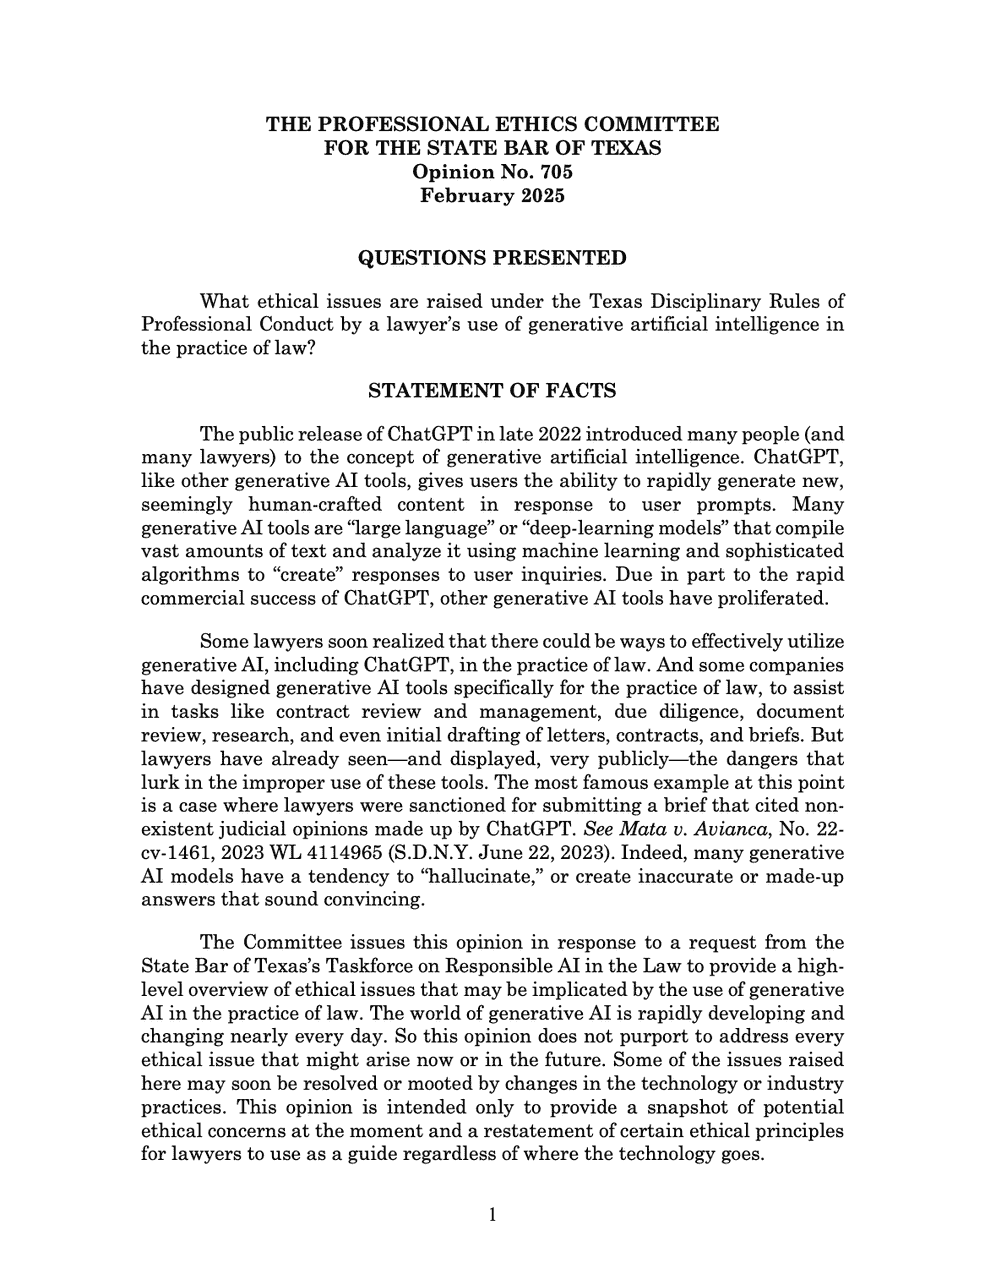 THE PROFESSIONAL ETHICS COMMITTEE
FOR THE STATE BAR OF TEXAS
Opinion No. 705
February 2025
QUESTIONS PRESENTED
What ethical issues are raised under the Texas Disciplinary Rules of
Professional Conduct by a lawyer’s use of generative artificial intelligence in
the practice of law?
STATEMENT OF FACTS
The public release of ChatGPT in late 2022 introduced many people (and
many lawyers) to the concept of generative artificial intelligence. ChatGPT,
like other generative AI tools, gives users the ability to rapidly generate new,
seemingly human-crafted content in response to user prompts. Many
generative AI tools are “large language” or “deep-learning models” that compile
vast amounts of text and analyze it using machine learning and sophisticated
algorithms to “create” responses to user inquiries. Due in part to the rapid
commercial success of ChatGPT, other generative AI tools have proliferated.
Some lawyers soon realized that there could be ways to effectively utilize
generative AI, including ChatGPT, in the practice of law. And some companies
have designed generative AI tools specifically for the practice of law, to assist
in tasks like contract review and management, due diligence, document
review, research, and even initial drafting of letters, contracts, and briefs. But
lawyers have already seen—and displayed, very publicly—the dangers that
lurk in the improper use of these tools. The most famous example at this point
is a case where lawyers were sanctioned for submitting a brief that cited non-
existent judicial opinions made up by ChatGPT. See Mata v. Avianca, No. 22-
cv-1461, 2023 WL 4114965 (S.D.N.Y. June 22, 2023). Indeed, many generative
AI models have a tendency to “hallucinate,” or create inaccurate or made-up
answers that sound convincing.
The Committee issues this opinion in response to a request from the
State Bar of Texas’s Taskforce on Responsible AI in the Law to provide a high-
level overview of ethical issues that may be implicated by the use of generative
AI in the practice of law. The world of generative AI is rapidly developing and
changing nearly every day. So this opinion does not purport to address every
ethical issue that might arise now or in the future. Some of the issues raised
here may soon be resolved or mooted by changes in the technology or industry
practices. This opinion is intended only to provide a snapshot of potential
ethical concerns at the moment and a restatement of certain ethical principles
for lawyers to use as a guide regardless of where the technology goes.
1